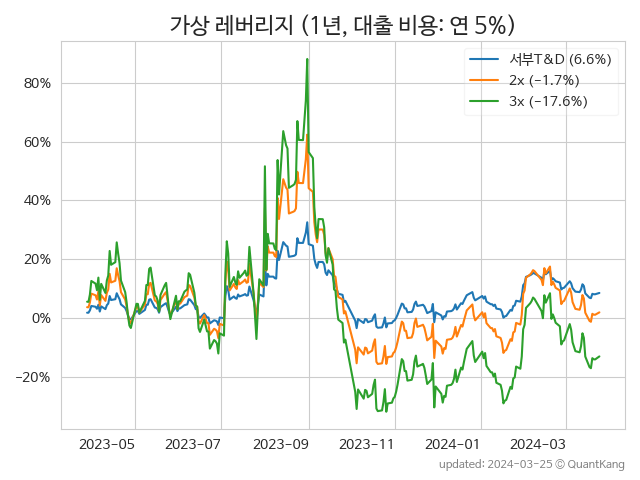 가상 레버리지 (1년, 대출 비용: 연 5%)
서부T&D (6.6%)
2x (−1.7%)
3x (−17.6%)
80%
60%
40%
20%
0%
−20%
2023-05
2023-07
2023-09
2023-11
2024-01
2024-03
updated: 2024-03-25 © QuantKang